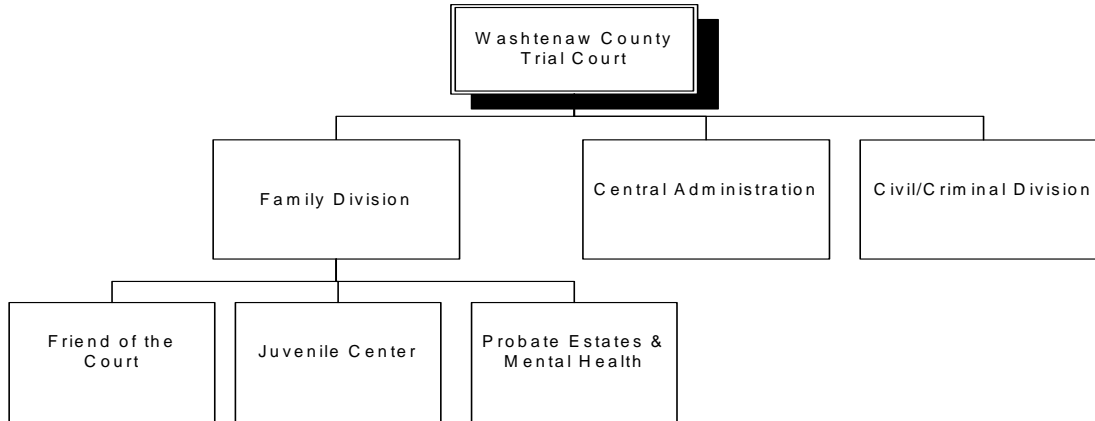 Washtenaw County
Trial Court
Family Division
Central Administration
Civil/Criminal Division
Friend of the
Court
Juvenile Center
Probate Estates &
Mental Health